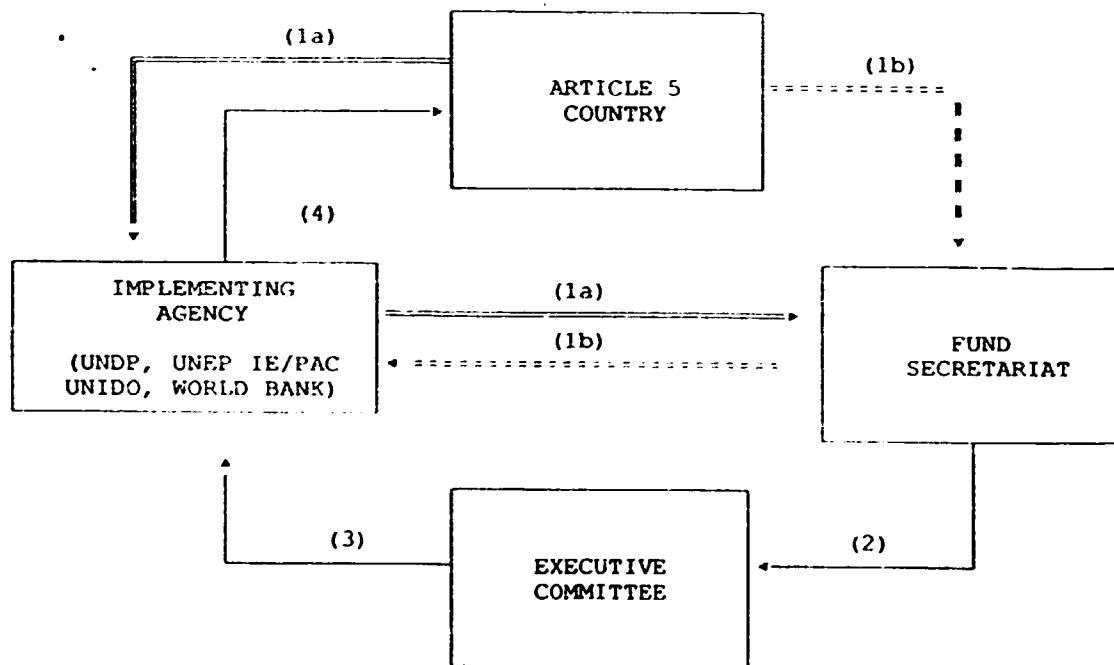 (1a)
(1b)
ARTICLE 5
COUNTRY
(4)
IMPLEMENTING
AGENCY
(UNDP, UNEP IE/PAC
UNIDO, WORLD BANK)
(1a)
(1b)
FUND
SECRETARIAT
(3)
(2)
EXECUTIVE
COMMITTEE